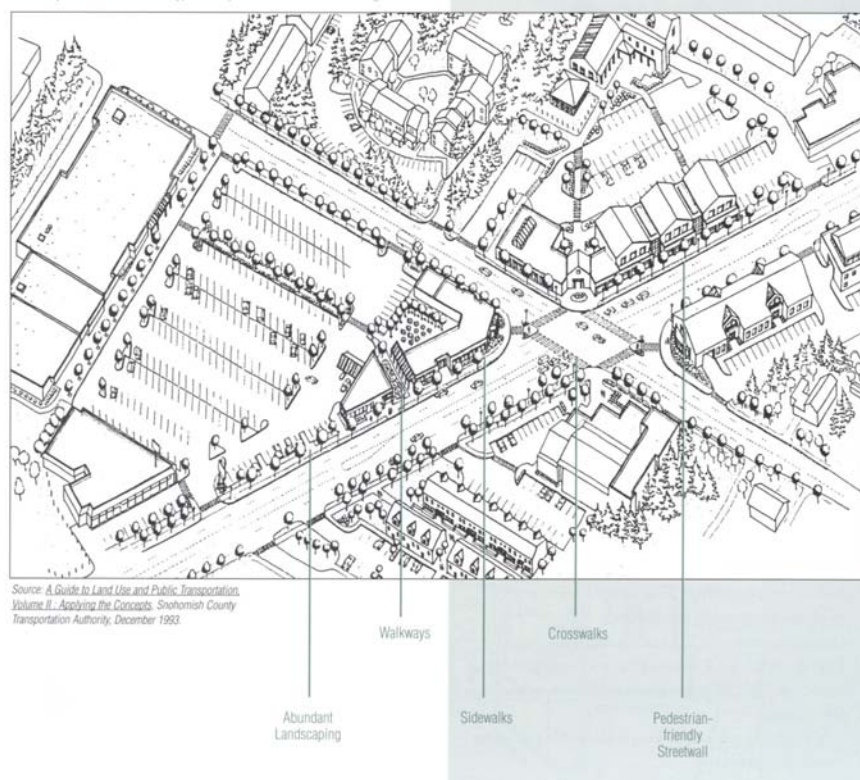 Source: A Guide to Land Use and Public Transportation,
Volume II : Applying the Concepts. Snohomish County
Transportation Authority, December 1993.
Walkways
Crosswalks
Abundant
Landscaping
Sidewalks
Pedestrian-
friendly
Streetwall